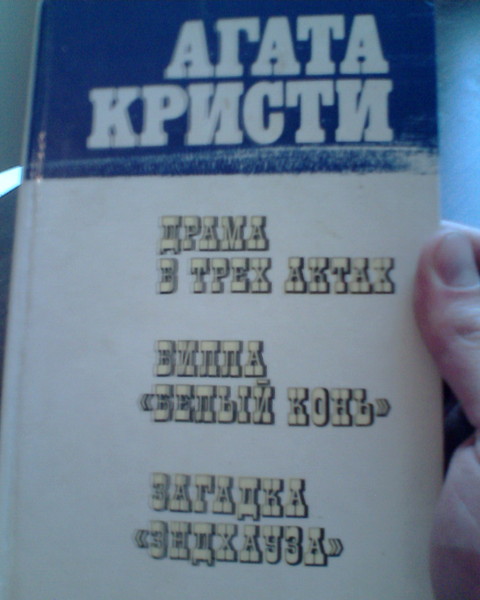 АГАТА
КРИСТИ
ДРАМА
В ТРЕХ АКТАХ
ВИЛЛА
«БЕЛЫЙ КОНЬ»
ЗАГАДКА
«ЭНДХАУЗА»